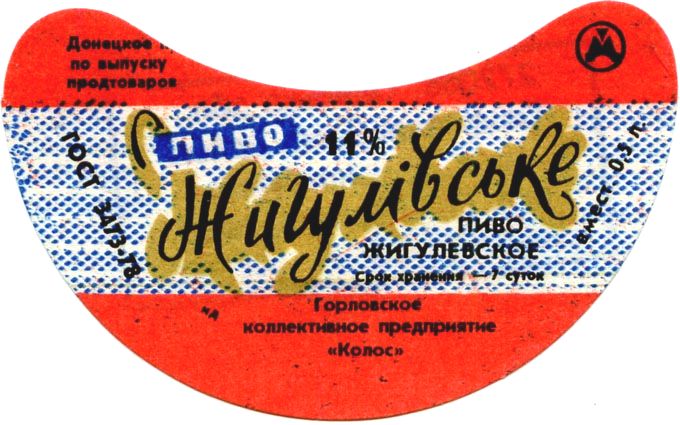 Донецкое
по выпуску
продтоваров
М
ГОСТ 3473-78
ПИВО 11%
Жигулівське
ПИВО
ЖИГУЛЕВСКОЕ
Срок хранения — 7 суток
вмест 0,5 л.
Горловское
коллективное предприятие
«Колос»